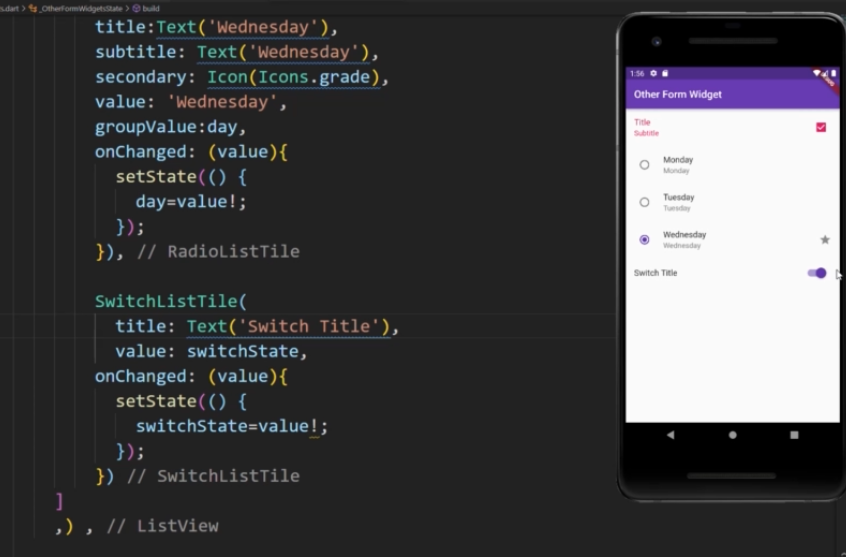 s.dart > _OtherFormWidgetsState > build
title:Text('Wednesday'),
subtitle: Text('Wednesday'),
secondary: Icon(Icons.grade),
value: 'Wednesday',
groupValue:day,
onChanged: (value){
setState(() {
day=value!;
});
}), // RadioListTile
SwitchListTile(
title: Text('Switch Title'),
value: switchState,
onChanged: (value){
setState(() {
switchState=value!;
});
}) // SwitchListTile
]
,) , // ListView
1:56
Other Form Widget
Title
Subtitle
Monday
Monday
Tuesday
Tuesday
Wednesday
Wednesday
Switch Title